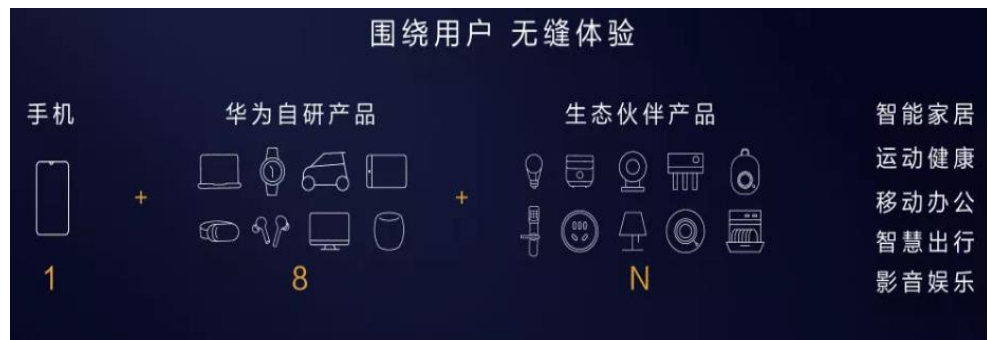 围绕用户 无缝体验
手机
+
华为自研产品
+
生态伙伴产品
1
8
N
智能家居
运动健康
移动办公
智慧出行
影音娱乐